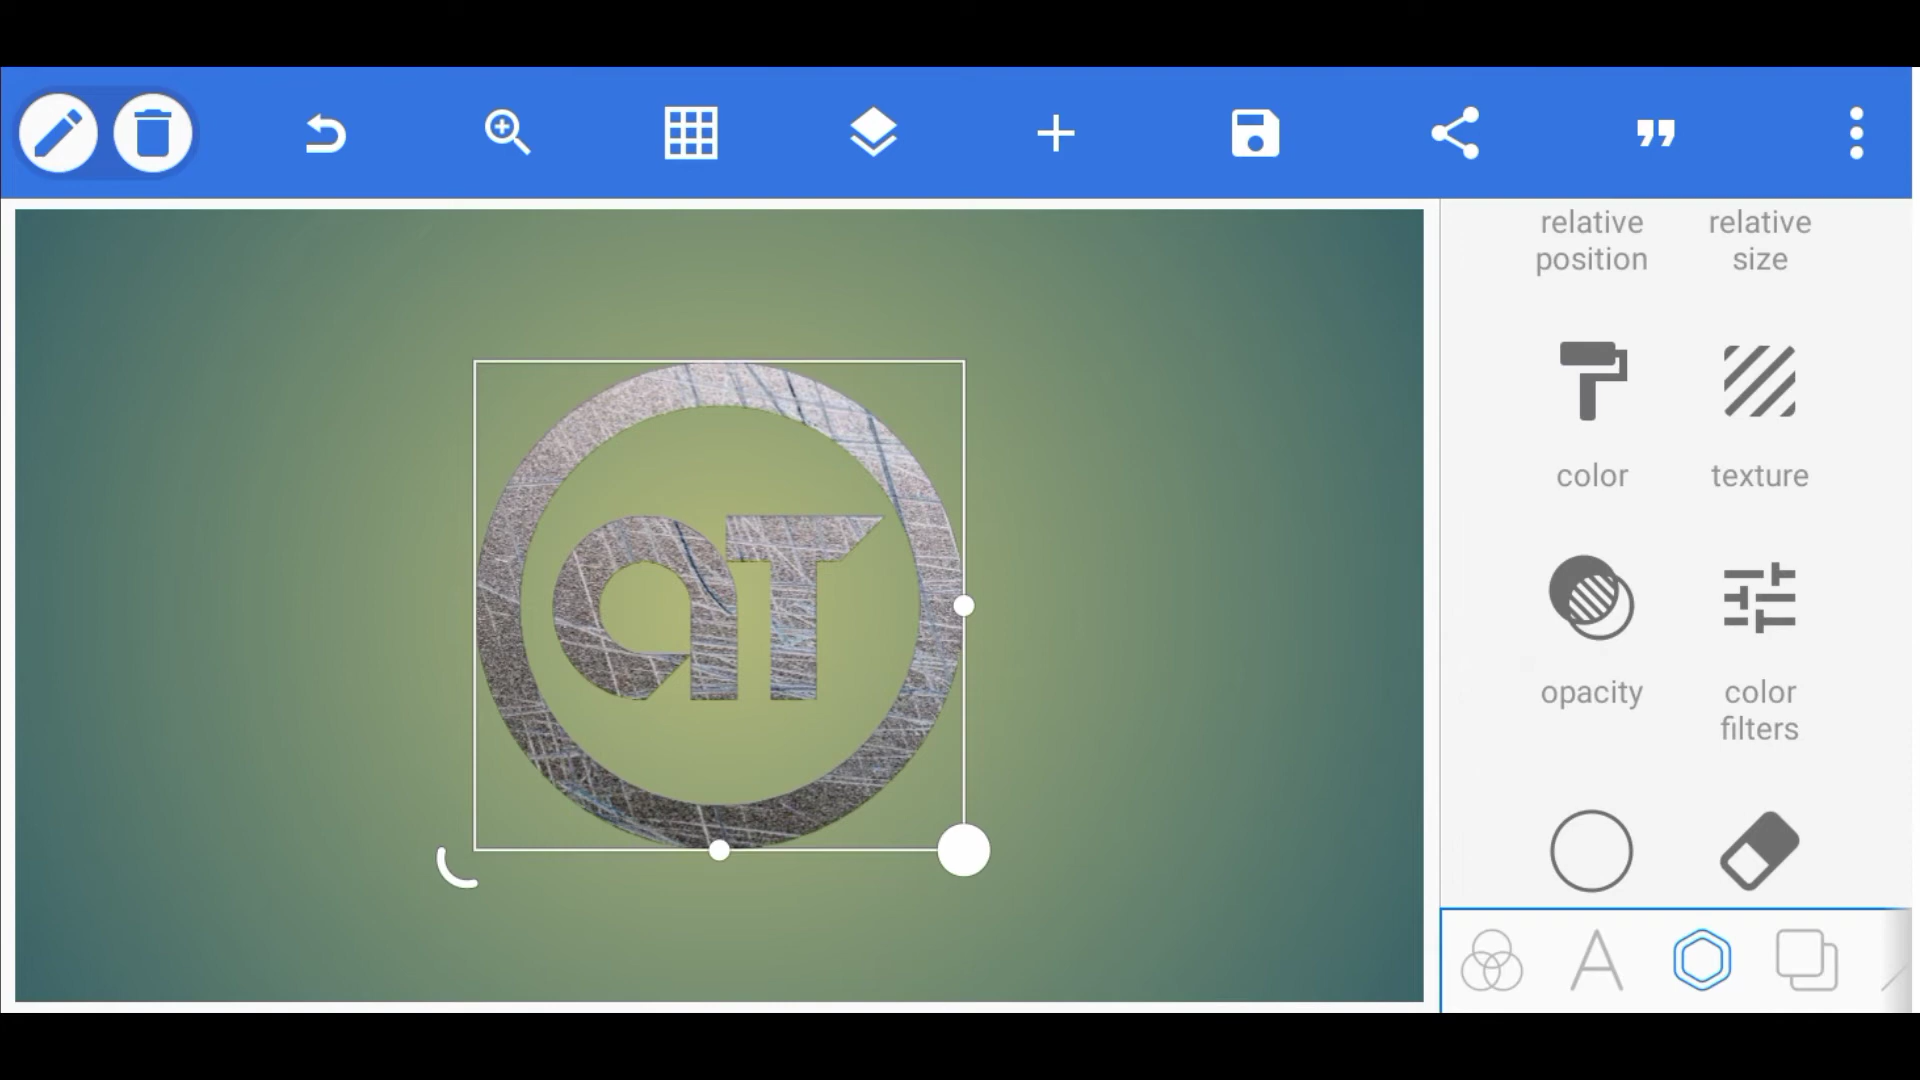 relative
position
relative
size
color
texture
aT
opacity
color
filters
A